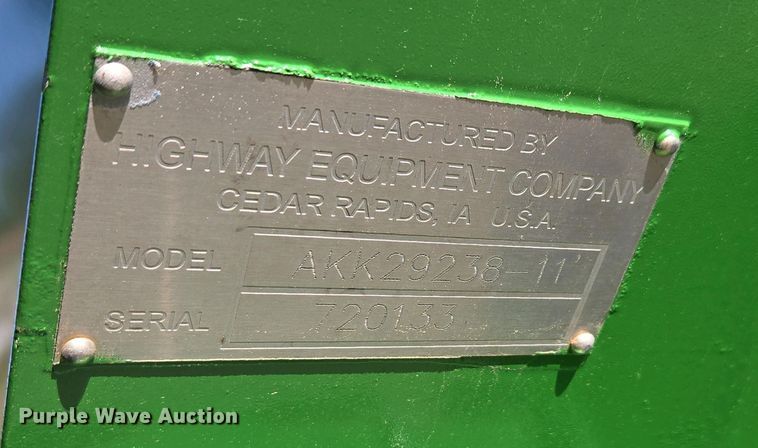 MANUFACTURED BY
HIGHWAY EQUIPMENT COMPANY
CEDAR RAPIDS, IA U.S.A.
MODEL AKK29238-11'
SERIAL 720133
Purple Wave Auction